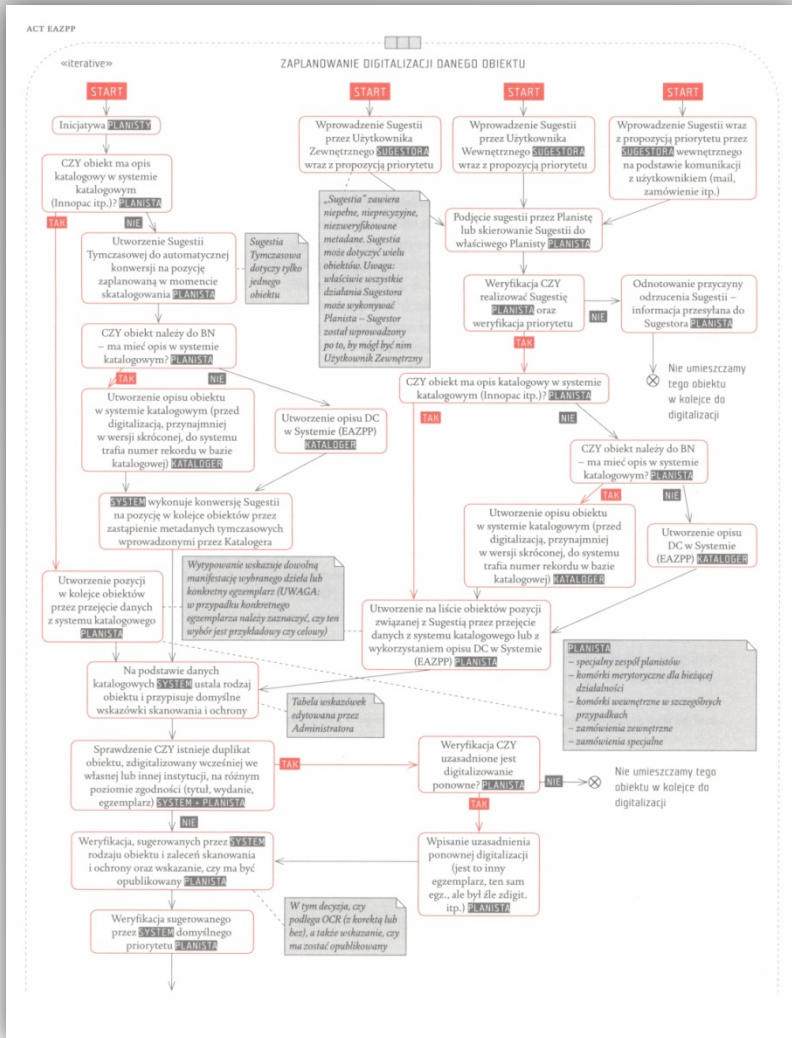 ACT EAZPP
«iterative»
ZAPLANOWANIE DIGITALIZACJI DANEGO OBIEKTU
START
START
START
START
Inicjatywa PLANISTY
Wprowadzenie Sugestii
przez Użytkownika
Zewnętrznego SUGESTORA
wraz z propozycją priorytetu
Wprowadzenie Sugestii
przez Użytkownika
Wewnętrznego SUGESTORA
wraz z propozycją priorytetu
Wprowadzenie Sugestii wraz
z propozycją priorytetu przez
SUGESTORA wewnętrznego
na podstawie komunikacji
z użytkownikiem (mail,
zamówienie itp.)
CZY obiekt ma opis
katalogowy w systemie
katalogowym
(Innopac itp.)? PLANISTA
TAK
NIE
„Sugestia” zawiera
niepełne, nieprecyzyjne,
niezweryfikowane
metadane. Sugestia
może dotyczyć wielu
obiektów. Uwaga:
właściwie wszystkie
działania Sugestora
może wykonywać
Planista – Sugestor
został wprowadzony
po to, by mógł być nim
Użytkownik Zewnętrzny
Podjęcie sugestii przez Planistę
lub skierowanie Sugestii do
właściwego Planisty PLANISTA
Utworzenie Sugestii
Tymczasowej do automatycznej
konwersji na pozycję
zaplanowaną w momencie
skatalogowania PLANISTA
Sugestia
Tymczasowa
dotyczy tylko
jednego
obiektu
Weryfikacja CZY
realizować Sugestię
PLANISTA oraz
weryfikacja priorytetu
NIE
Odnotowanie przyczyny
odrzucenia Sugestii –
informacja przesyłana do
Sugestora PLANISTA
TAK
CZY obiekt należy do BN
– ma mieć opis w systemie
katalogowym? PLANISTA
TAK
NIE
Nie umieszczamy
tego obiektu
w kolejce do
digitalizacji
CZY obiekt ma opis katalogowy w systemie
katalogowym (Innopac itp.)? PLANISTA
TAK
NIE
Utworzenie opisu obiektu
w systemie katalogowym (przed
digitalizacją, przynajmniej
w wersji skróconej, do systemu
trafia numer rekordu w bazie
katalogowej) KATALOGER
Utworzenie opisu DC
w Systemie (EAZPP)
KATALOGER
CZY obiekt należy do BN
– ma mieć opis w systemie
katalogowym? PLANISTA
TAK
NIE
SYSTEM wykonuje konwersję Sugestii
na pozycję w kolejce obiektów przez
zastąpienie metadanych tymczasowych
wprowadzonymi przez Katalogera
Utworzenie opisu obiektu
w systemie katalogowym (przed
digitalizacją, przynajmniej
w wersji skróconej, do systemu
trafia numer rekordu w bazie
katalogowej) KATALOGER
Utworzenie opisu
DC w Systemie
(EAZPP) KATALOGER
Wytypowanie wskazuje dowolną
manifestację wybranego dzieła lub
konkretny egzemplarz (UWAGA:
w przypadku konkretnego
egzemplarza należy zaznaczyć, czy ten
wybór jest przykładowy czy celowy)
Utworzenie pozycji
w kolejce obiektów
przez przejęcie danych
z systemu katalogowego
PLANISTA
Utworzenie na liście obiektów pozycji
związanej z Sugestią przez przejęcie
danych z systemu katalogowego lub z
wykorzystaniem opisu DC w Systemie
(EAZPP) PLANISTA
PLANISTA
– specjalny zespół planistów
– komórki merytoryczne dla bieżącej
działalności
– komórki wewnętrzne w szczególnych
przypadkach
– zamówienia zewnętrzne
– zamówienia specjalne
Na podstawie danych
katalogowych SYSTEM ustala rodzaj
obiektu i przypisuje domyślne
wskazówki skanowania i ochrony
Tabela wskazówek
edytowana przez
Administratora
Sprawdzenie CZY istnieje duplikat
obiektu, zdigitalizowany wcześniej we
własnej lub innej instytucji, na różnym
poziomie zgodności (tytuł, wydanie,
egzemplarz) SYSTEM + PLANISTA
TAK
NIE
Weryfikacja CZY
uzasadnione jest
digitalizowanie
ponowne? PLANISTA
NIE
TAK
Nie umieszczamy tego
obiektu w kolejce do
digitalizacji
Weryfikacja, sugerowanych przez SYSTEM
rodzaju obiektu i zaleceń skanowania
i ochrony oraz wskazanie, czy ma być
opublikowany PLANISTA
Wpisanie uzasadnienia
ponownej digitalizacji
(jest to inny
egzemplarz, ten sam
egz., ale był źle zdigit.
itp.) PLANISTA
W tym decyzja, czy
podlega OCR (z korektą lub
bez), a także wskazanie, czy
ma zostać opublikowany
Weryfikacja sugerowanego
przez SYSTEM domyślnego
priorytetu PLANISTA